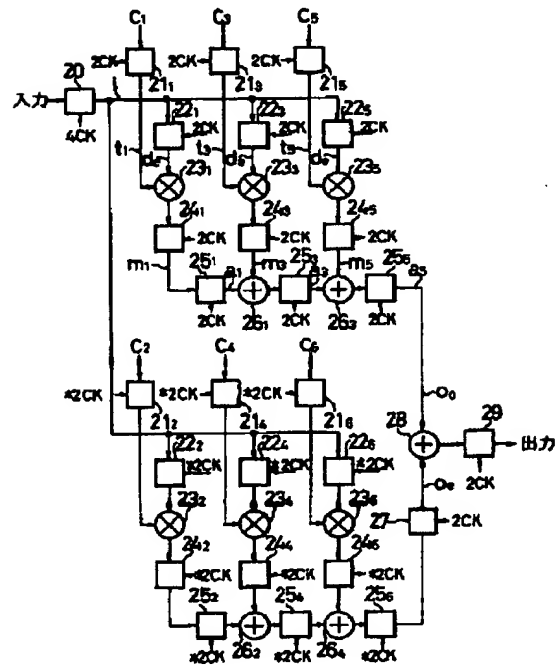 C₁ C₃ C₅
2CK 2CK 2CK
20 21₁ 21₃ 21₅
入力
4CK
22₁ 2CK 22₃ 2CK 22₅ 2CK
t₁ t₃ t₅
23₁ 23₃ 23₅
24₁ 24₃ 24₅
2CK 2CK 2CK
m₁ 25₁ a₁ m₃ 25₃ a₃ m₅ 25₅ a₅
2CK 26₁ 2CK 26₃ 2CK
C₂ C₄ C₆
*2CK *2CK *2CK
21₂ 21₄ 21₆
Oo
28 29
出力
2CK
22₂ *2CK 22₄ *2CK 22₆ *2CK
Oe
23₂ 23₄ 23₆
27 2CK
24₂ 24₄ 24₆
*2CK *2CK *2CK
25₂ 25₄ 25₆
*2CK 26₂ *2CK 26₄ *2CK